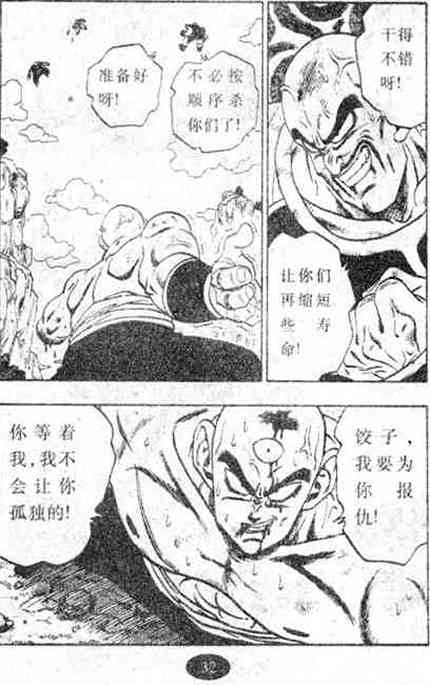 干得
不错
呀!
让你们
再缩短
些寿
命!
不必按
顺序杀
你们了!
准备好
呀!
饺子,
我要为
你报
仇!
你等着
我,我不
会让你
孤独的!
32